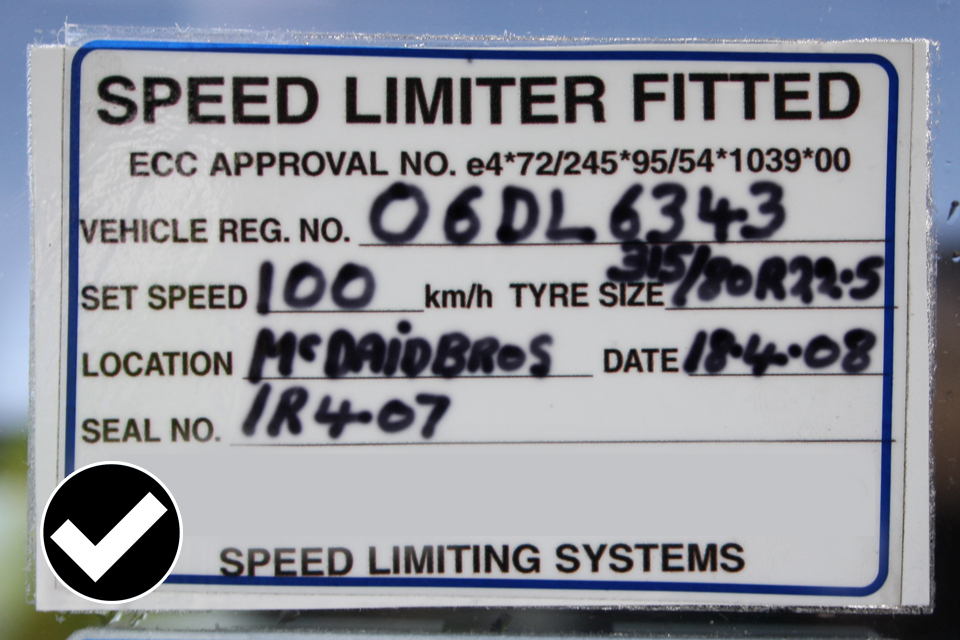 SPEED LIMITER FITTED
ECC APPROVAL NO. e4*72/245*95/54*1039*00
VEHICLE REG. NO. 06DL6343
SET SPEED 100 km/h TYRE SIZE 315/80R22.5
LOCATION McDAiDBROS DATE 18.4.08
SEAL NO. IR4.07
SPEED LIMITING SYSTEMS